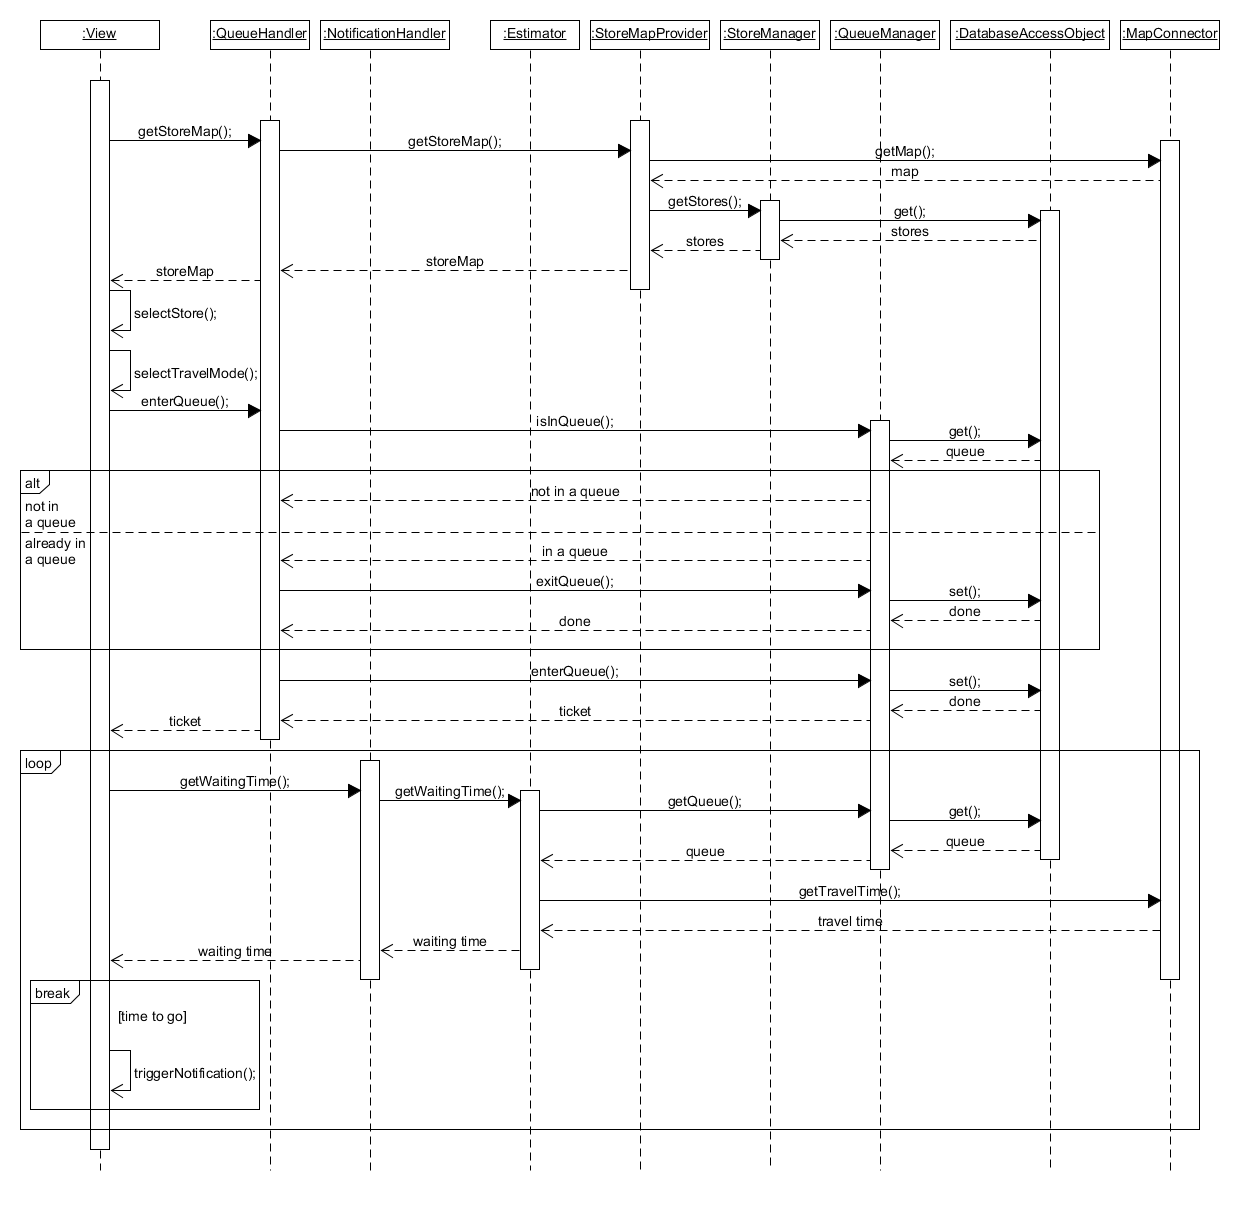 :View
:QueueHandler
:NotificationHandler
:Estimator
:StoreMapProvider
:StoreManager
:QueueManager
:DatabaseAccessObject
:MapConnector
getStoreMap();
getStoreMap();
getMap();
map
getStores();
get();
stores
stores
storeMap
storeMap
selectStore();
selectTravelMode();
enterQueue();
isInQueue();
get();
queue
alt
not in
a queue
not in a queue
already in
a queue
in a queue
exitQueue();
set();
done
done
enterQueue();
set();
done
ticket
ticket
loop
getWaitingTime();
getWaitingTime();
getQueue();
get();
queue
queue
getTravelTime();
travel time
waiting time
waiting time
break
[time to go]
triggerNotification();